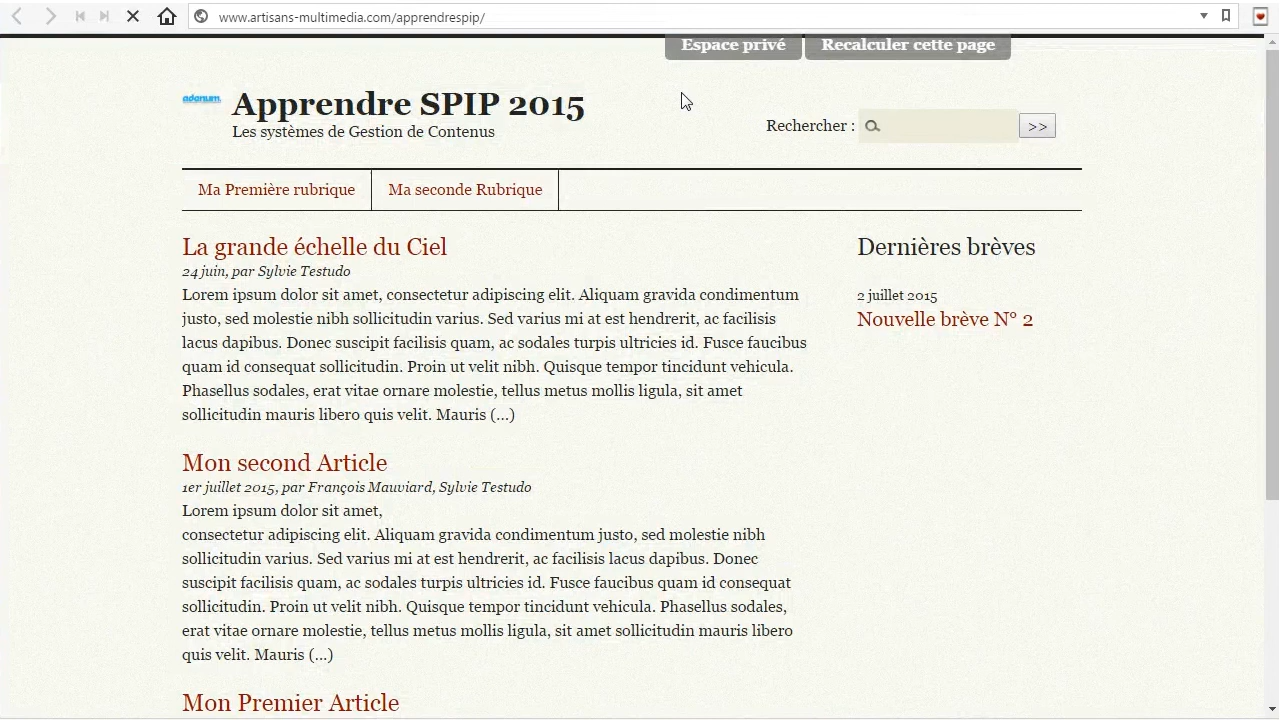 www.artisans-multimedia.com/apprendrespip/
Espace privé
Recalculer cette page
adanum.
Apprendre SPIP 2015
Les systèmes de Gestion de Contenus
Rechercher :
>>
Ma Première rubrique
Ma seconde Rubrique
La grande échelle du Ciel
24 juin, par Sylvie Testudo
Lorem ipsum dolor sit amet, consectetur adipiscing elit. Aliquam gravida condimentum
justo, sed molestie nibh sollicitudin varius. Sed varius mi at est hendrerit, ac facilisis
lacus dapibus. Donec suscipit facilisis quam, ac sodales turpis ultricies id. Fusce faucibus
quam id consequat sollicitudin. Proin ut velit nibh. Quisque tempor tincidunt vehicula.
Phasellus sodales, erat vitae ornare molestie, tellus metus mollis ligula, sit amet
sollicitudin mauris libero quis velit. Mauris (...)
Mon second Article
1er juillet 2015, par François Mauviard, Sylvie Testudo
Lorem ipsum dolor sit amet,
consectetur adipiscing elit. Aliquam gravida condimentum justo, sed molestie nibh
sollicitudin varius. Sed varius mi at est hendrerit, ac facilisis lacus dapibus. Donec
suscipit facilisis quam, ac sodales turpis ultricies id. Fusce faucibus quam id consequat
sollicitudin. Proin ut velit nibh. Quisque tempor tincidunt vehicula. Phasellus sodales,
erat vitae ornare molestie, tellus metus mollis ligula, sit amet sollicitudin mauris libero
quis velit. Mauris (...)
Mon Premier Article
Dernières brèves
2 juillet 2015
Nouvelle brève N° 2